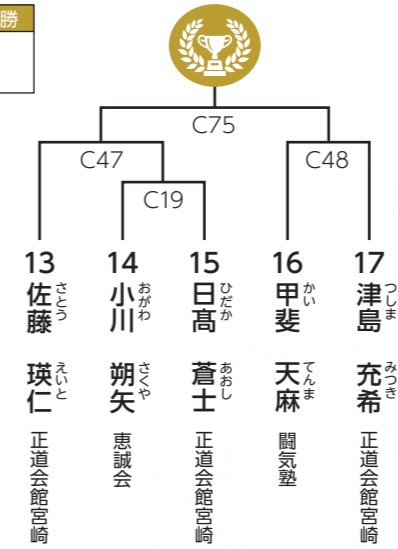 勝
C75
C47
C48
C19
13
佐藤 瑛仁
さとう えいと
正道会館宮崎
14
小川 朔矢
おがわ さくや
恵誠会
15
日髙 蒼士
ひだか あおし
正道会館宮崎
16
甲斐 天麻
かい てんま
闘気塾
17
津島 充希
つしま みつき
正道会館宮崎